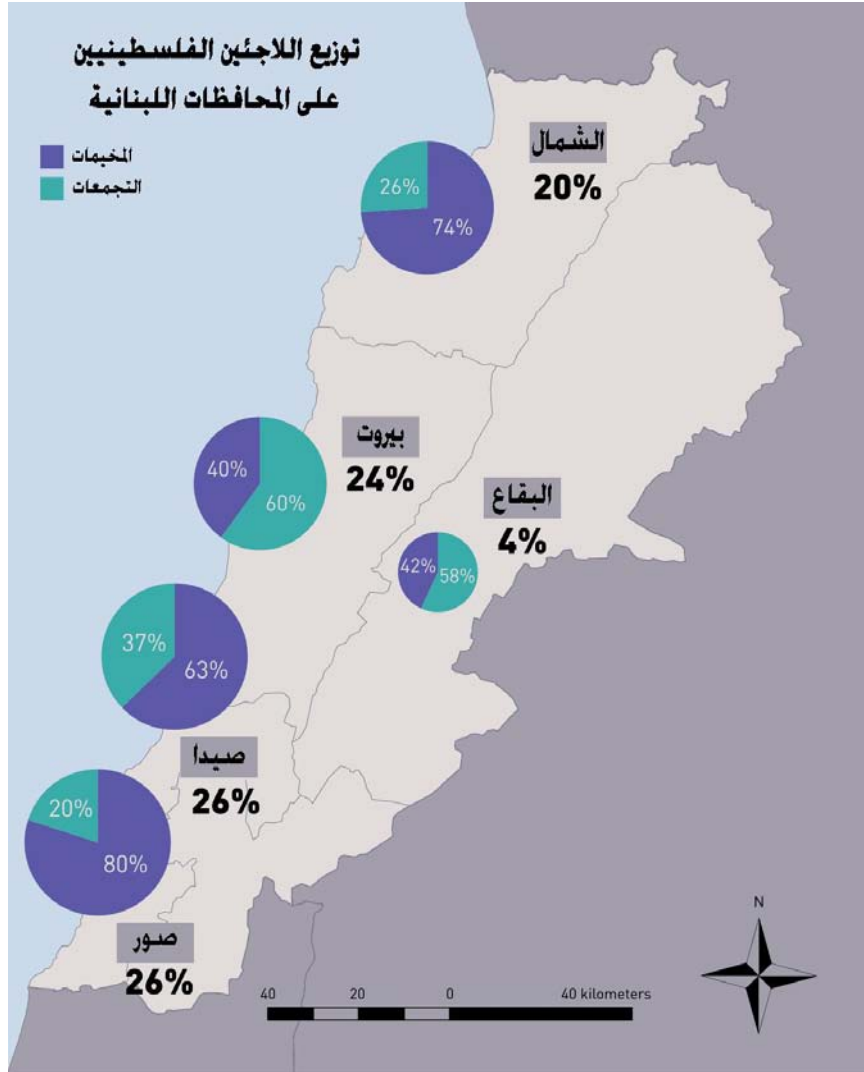 توزيع اللاجئين الفلسطينيين
على المحافظات اللبنانية
المخيمات
التجمعات
الشمال
20%
26%
74%
بيروت
24%
40%
60%
البقاع
4%
42%
58%
37%
63%
صيدا
26%
20%
80%
صور
26%
N
40 20 0 40 kilometers